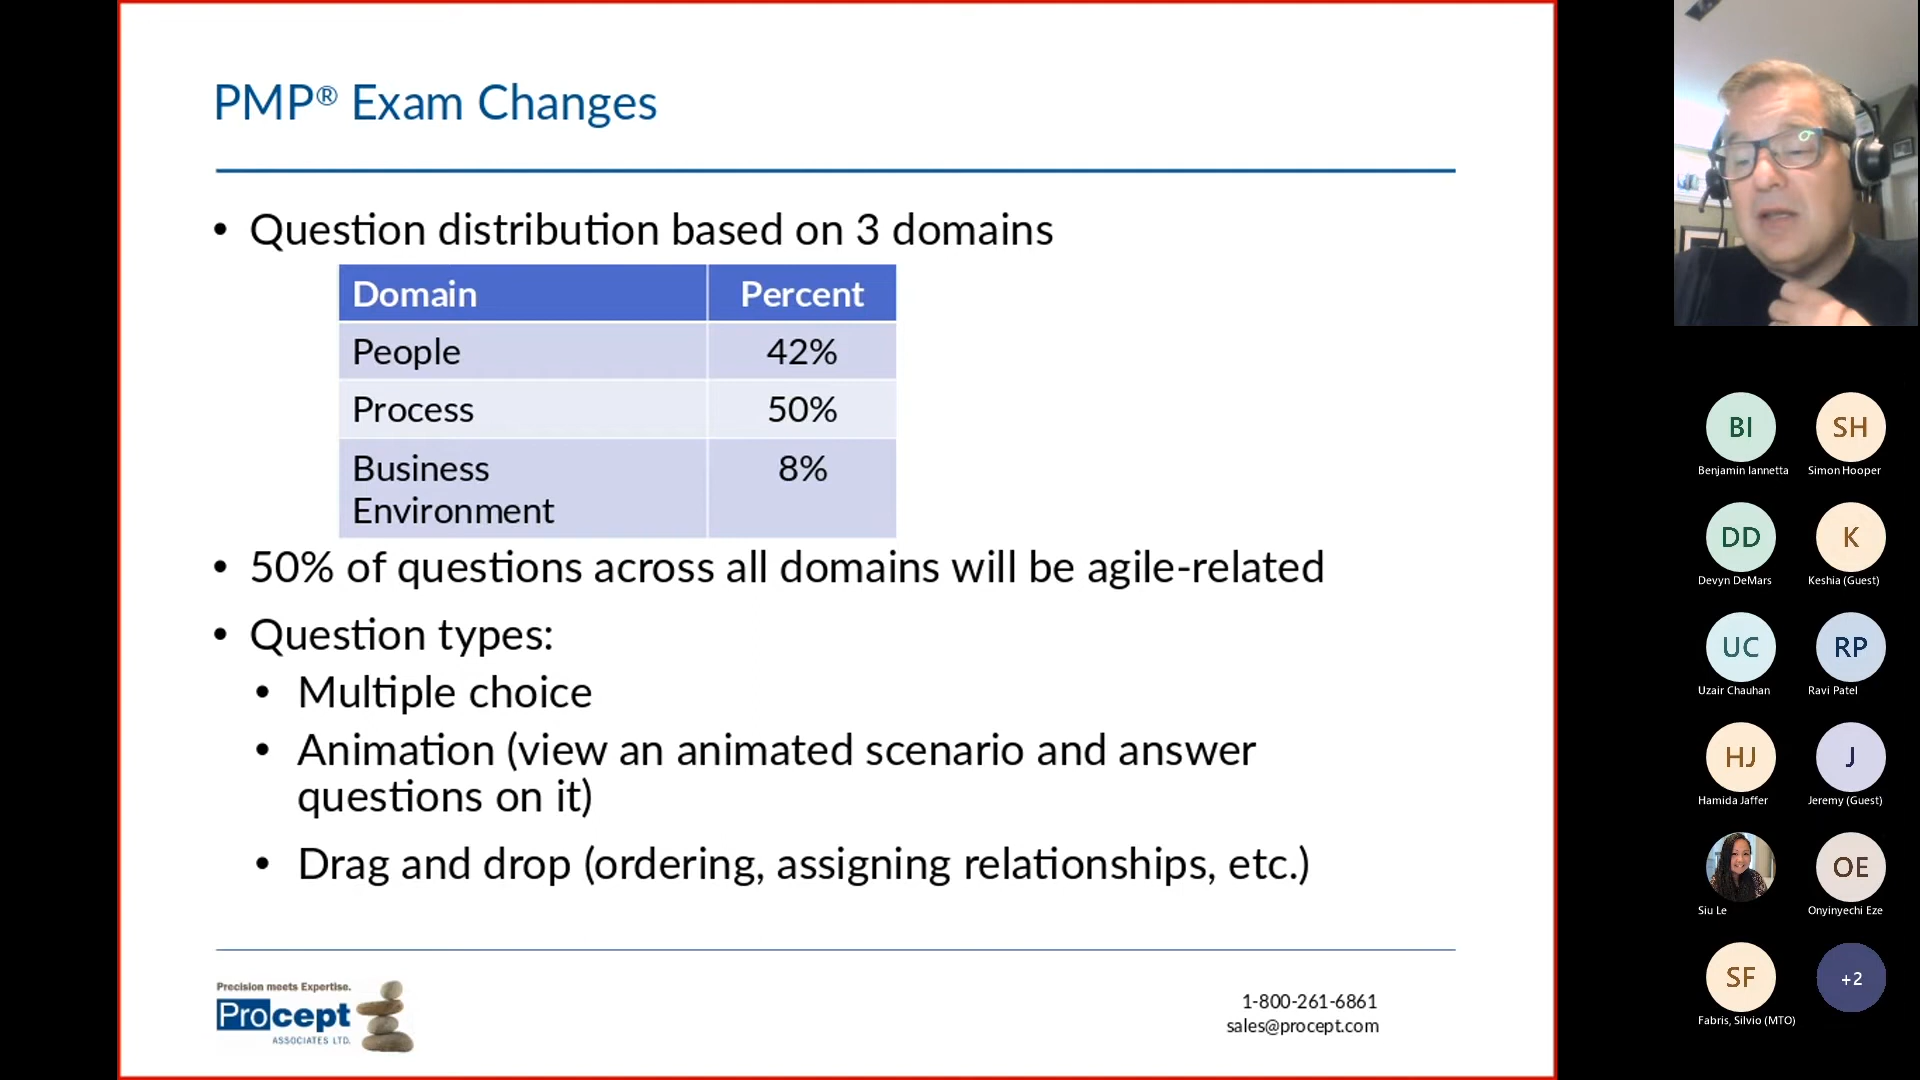 PMP® Exam Changes
• Question distribution based on 3 domains
Domain Percent
People 42%
Process 50%
Business 8%
Environment
• 50% of questions across all domains will be agile-related
• Question types:
• Multiple choice
• Animation (view an animated scenario and answer
questions on it)
• Drag and drop (ordering, assigning relationships, etc.)
Precision meets Expertise.
Procept
ASSOCIATES LTD.
1-800-261-6861
sales@procept.com
BI SH
Benjamin Iannetta Simon Hooper
DD K
Devyn DeMars Keshia (Guest)
UC RP
Uzair Chauhan Ravi Patel
HJ J
Hamida Jaffer Jeremy (Guest)
OE
Siu Le Onyinyechi Eze
SF +2
Fabris, Silvio (MTO)